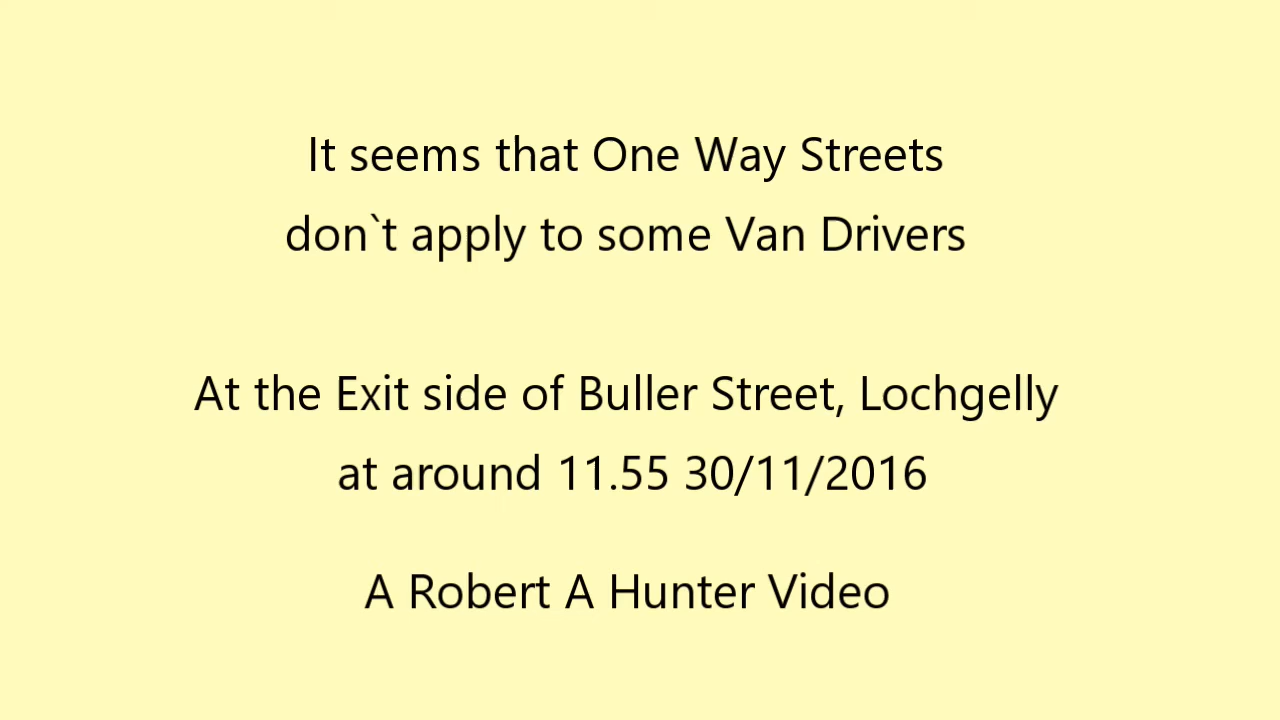 It seems that One Way Streets
don`t apply to some Van Drivers
At the Exit side of Buller Street, Lochgelly
at around 11.55 30/11/2016
A Robert A Hunter Video